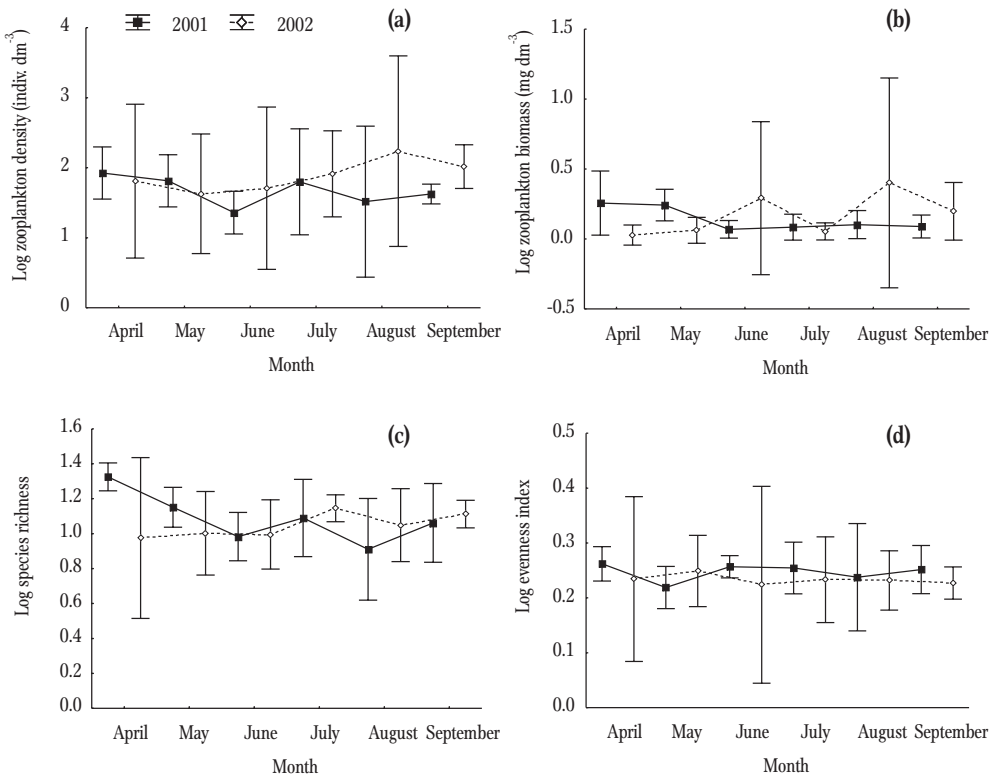 2001 2002
(a)
Log zooplankton density (indiv. dm-3)
4
3
2
1
0
April May June July August September
Month
(b)
Log zooplankton biomass (mg dm-3)
1.5
1.0
0.5
0.0
-0.5
April May June July August September
Month
(c)
Log species richness
1.6
1.4
1.2
1.0
0.8
0.6
0.4
0.2
0.0
April May June July August September
Month
(d)
Log evenness index
0.5
0.4
0.3
0.2
0.1
0.0
April May June July August September
Month